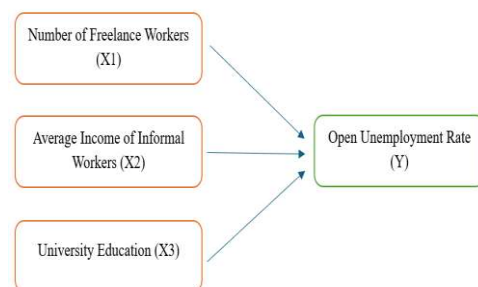 Number of Freelance Workers
(X1)
Average Income of Informal
Workers (X2)
Open Unemployment Rate
(Y)
University Education (X3)